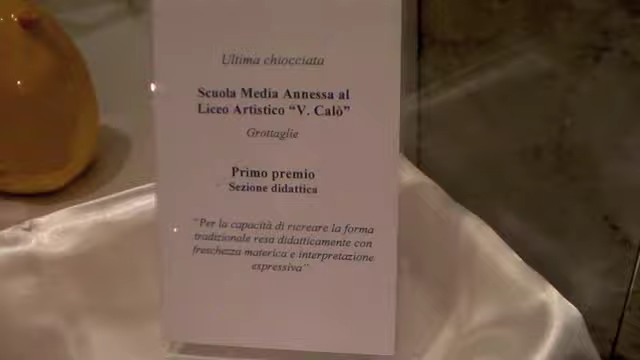 Ultima chiocciata
Scuola Media Annessa al
Liceo Artistico "V. Calò"
Grottaglie
Primo premio
Sezione didattica
"Per la capacità di ricreare la forma
tradizionale resa didatticamente con
freschezza materica e interpretazione
espressiva"